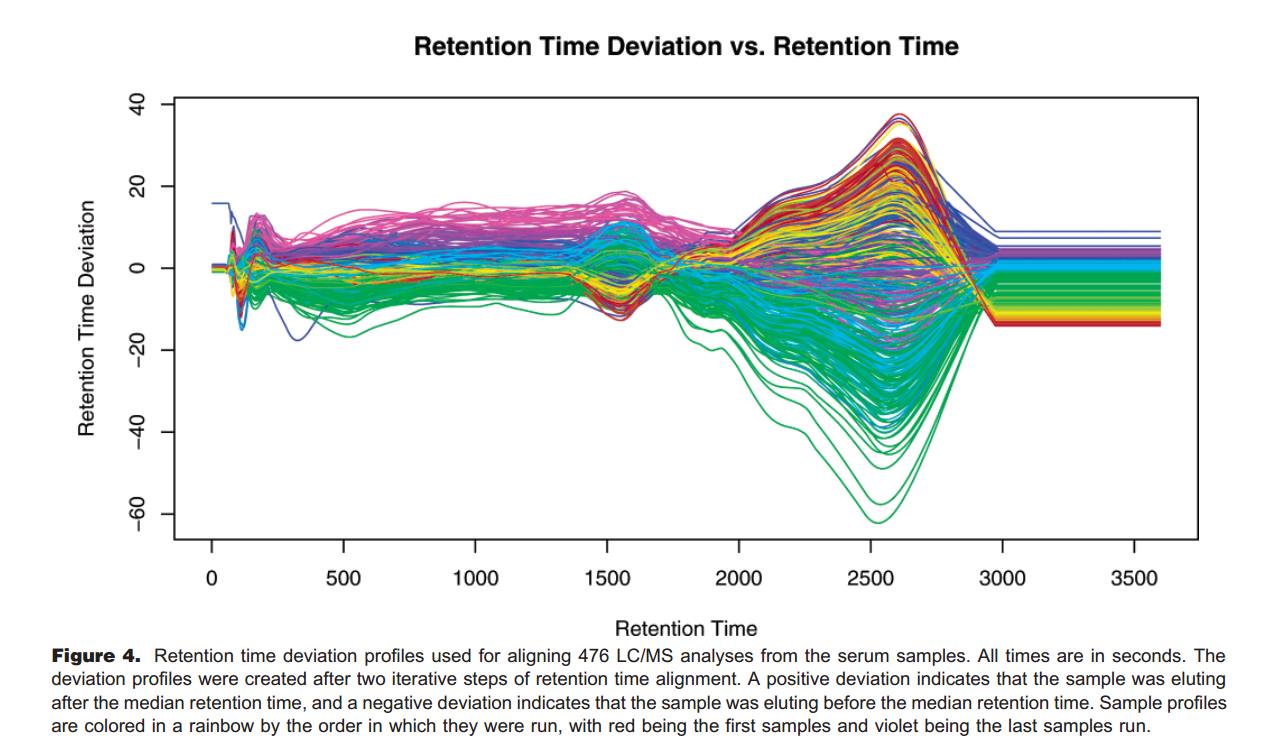 Retention Time Deviation vs. Retention Time
40
20
0
−20
−40
−60
Retention Time Deviation
0 500 1000 1500 2000 2500 3000 3500
Retention Time
Figure 4. Retention time deviation profiles used for aligning 476 LC/MS analyses from the serum samples. All times are in seconds. The
deviation profiles were created after two iterative steps of retention time alignment. A positive deviation indicates that the sample was eluting
after the median retention time, and a negative deviation indicates that the sample was eluting before the median retention time. Sample profiles
are colored in a rainbow by the order in which they were run, with red being the first samples and violet being the last samples run.